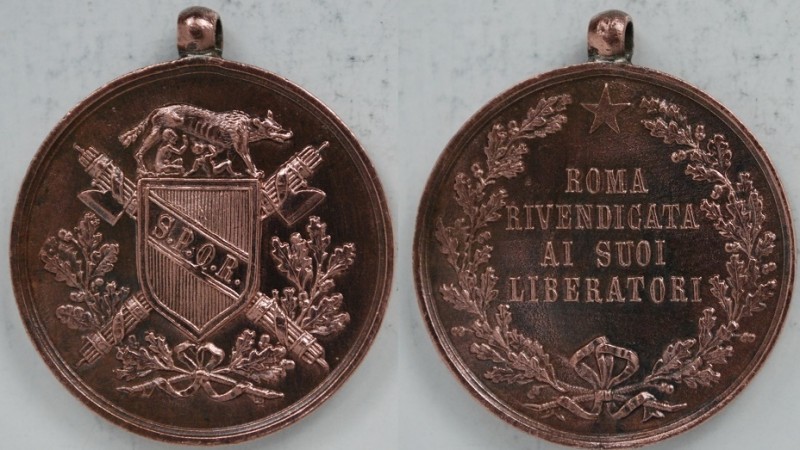 S.P.Q.R.
ROMA
RIVENDICATA
AI SUOI
LIBERATORI